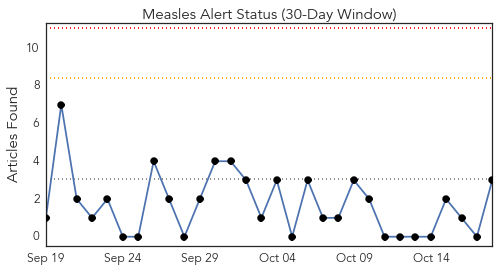 Measles Alert Status (30-Day Window)
Articles Found
10
8
6
4
2
0
Sep 19 Sep 24 Sep 29 Oct 04 Oct 09 Oct 14